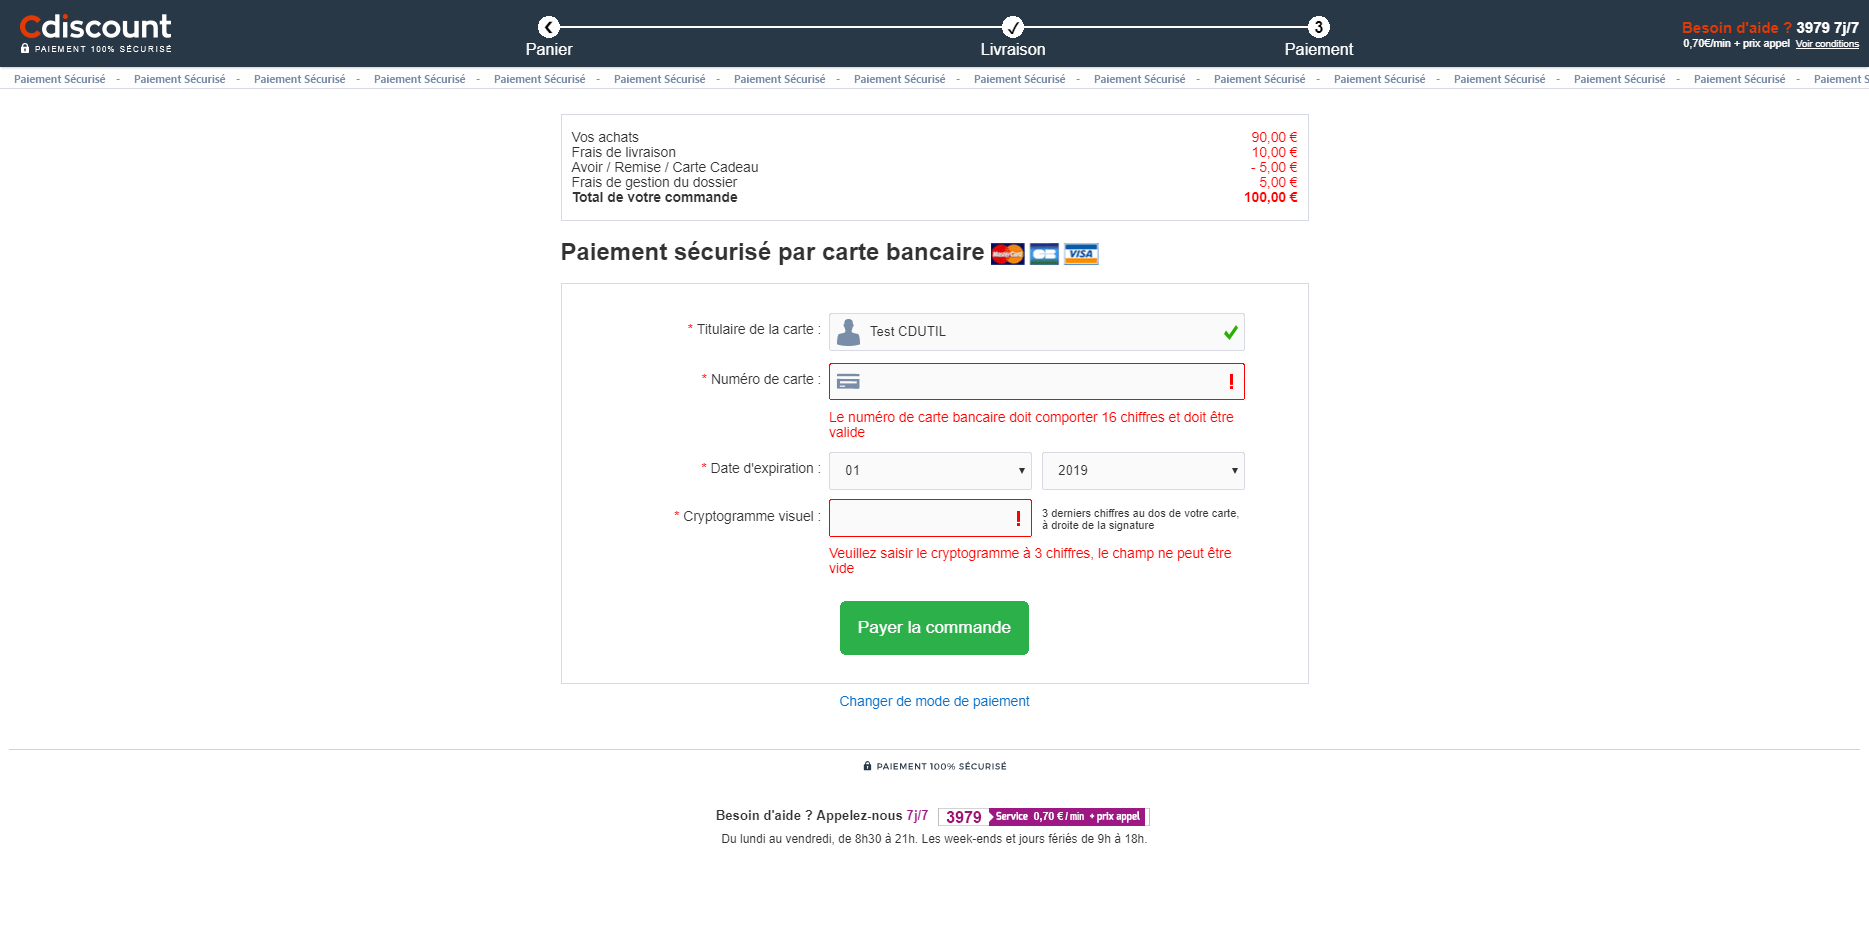 Cdiscount
PAIEMENT 100% SÉCURISÉ
Panier
Livraison
3
Paiement
Besoin d'aide ? 3979 7j/7
0,70€/min + prix appel Voir conditions
Paiement Sécurisé - Paiement Sécurisé - Paiement Sécurisé - Paiement Sécurisé - Paiement Sécurisé - Paiement Sécurisé - Paiement Sécurisé - Paiement Sécurisé - Paiement Sécurisé - Paiement Sécurisé - Paiement Sécurisé - Paiement Sécurisé - Paiement Sécurisé - Paiement Sécurisé - Paiement Sécurisé - Paiement S
Vos achats 90,00 €
Frais de livraison 10,00 €
Avoir / Remise / Carte Cadeau - 5,00 €
Frais de gestion du dossier 5,00 €
Total de votre commande 100,00 €
Paiement sécurisé par carte bancaire MasterCard CB VISA
* Titulaire de la carte : Test CDUTIL
* Numéro de carte : !
Le numéro de carte bancaire doit comporter 16 chiffres et doit être
valide
* Date d'expiration : 01 2019
* Cryptogramme visuel : ! 3 derniers chiffres au dos de votre carte,
à droite de la signature
Veuillez saisir le cryptogramme à 3 chiffres, le champ ne peut être
vide
Payer la commande
Changer de mode de paiement
PAIEMENT 100% SÉCURISÉ
Besoin d'aide ? Appelez-nous 7j/7 3979 Service 0,70 € / min + prix appel
Du lundi au vendredi, de 8h30 à 21h. Les week-ends et jours fériés de 9h à 18h.